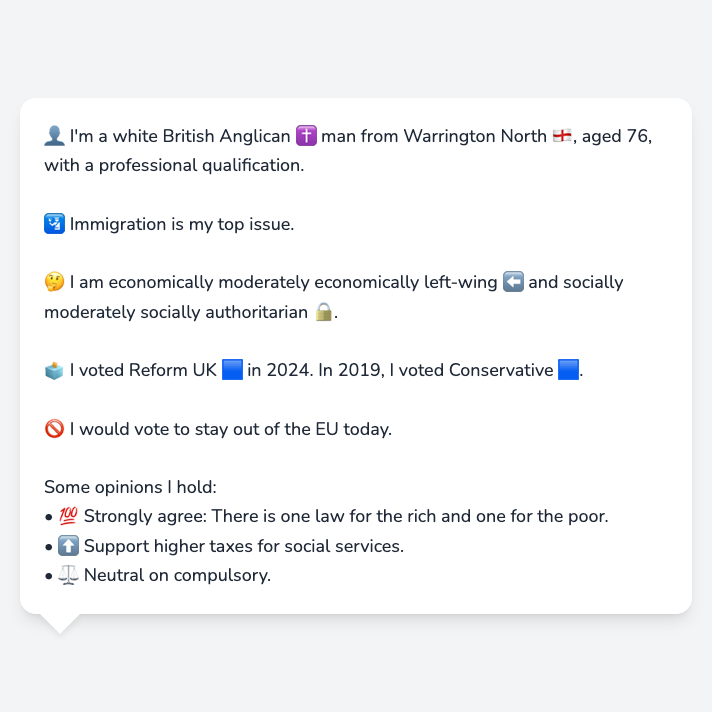 👤 I'm a white British Anglican ✝️ man from Warrington North 🏴󠁧󠁢󠁥󠁮󠁧󠁿, aged 76,
with a professional qualification.
🛂 Immigration is my top issue.
🤔 I am economically moderately economically left-wing ⬅️ and socially
moderately socially authoritarian 🔒.
🗳️ I voted Reform UK 🟦 in 2024. In 2019, I voted Conservative 🟦.
🚫 I would vote to stay out of the EU today.
Some opinions I hold:
• 💯 Strongly agree: There is one law for the rich and one for the poor.
• ⬆️ Support higher taxes for social services.
• ⚖️ Neutral on compulsory.